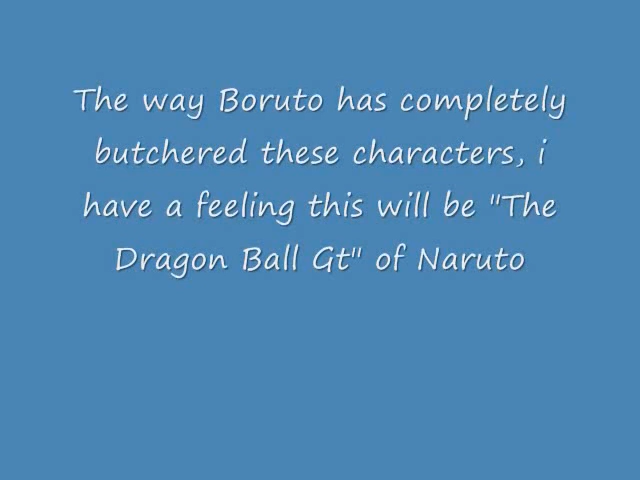 The way Boruto has completely
butchered these characters, i
have a feeling this will be "The
Dragon Ball Gt" of Naruto